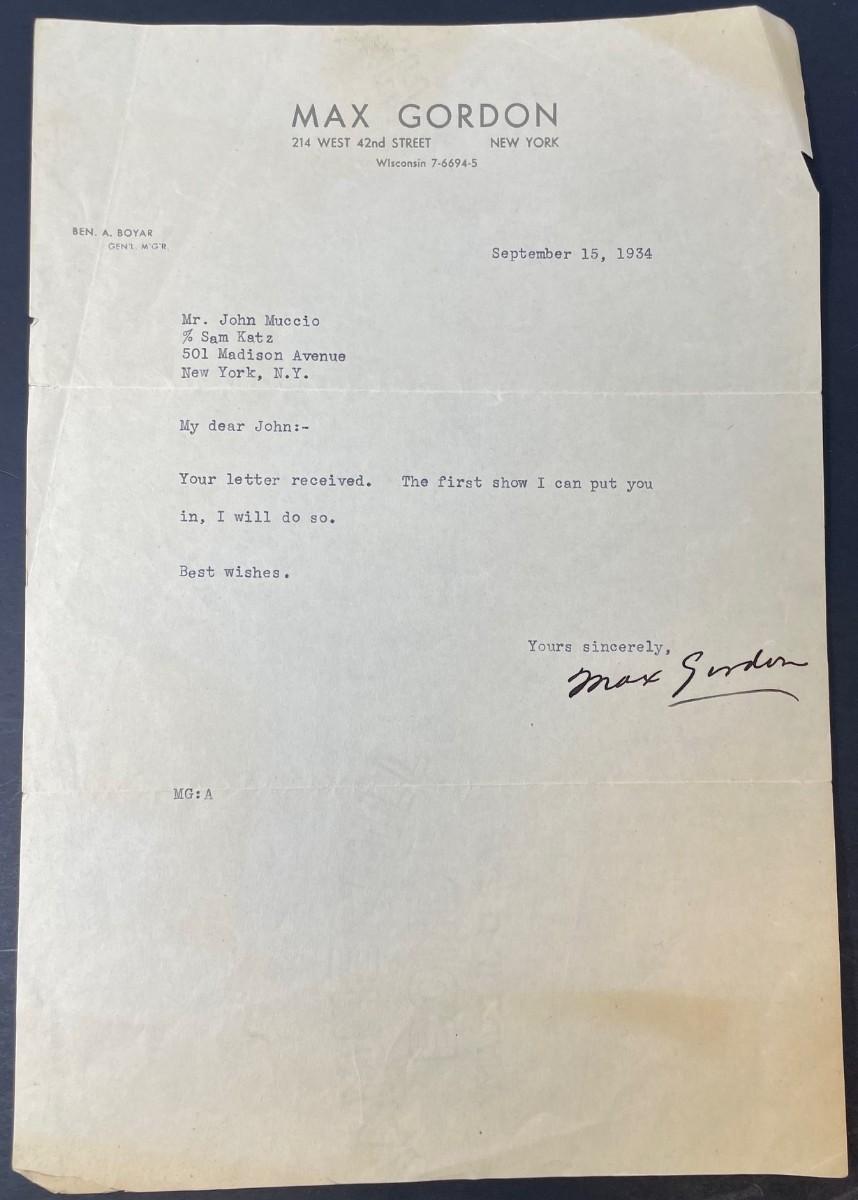 MAX GORDON
214 WEST 42nd STREET NEW YORK
WIsconsin 7-6694-5
BEN. A. BOYAR
GEN'L. M'G'R.
September 15, 1934
Mr. John Muccio
% Sam Katz
501 Madison Avenue
New York, N.Y.
My dear John:-
Your letter received. The first show I can put you
in, I will do so.
Best wishes.
Yours sincerely,
Max Gordon
MG:A